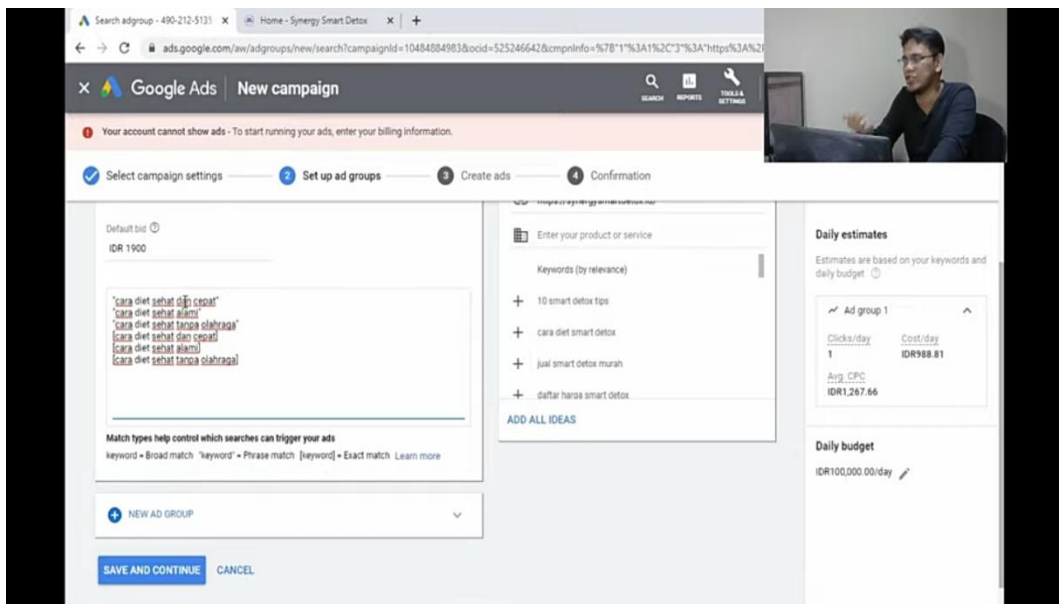 Search adgroup - 490-212-5135
Home - Synergy Smart Detox
ads.google.com/aw/adgroups/new/search?campaignId=10484884983&ocid=525246642&cmpnInfo=%7B"1"%3A1%2C"3"%3A"https%3A%2
Google Ads
New campaign
SEARCH
REPORTS
TOOLS & SETTINGS
Your account cannot show ads - To start running your ads, enter your billing information.
Select campaign settings
2 Set up ad groups
3 Create ads
4 Confirmation
Default bid
IDR 1900
"cara diet sehat dan cepat"
"cara diet sehat alami"
"cara diet sehat tanpa olahraga"
[cara diet sehat dan cepat]
[cara diet sehat alami]
[cara diet sehat tanpa olahraga]
Match types help control which searches can trigger your ads
keyword = Broad match "keyword" = Phrase match [keyword] = Exact match Learn more
NEW AD GROUP
SAVE AND CONTINUE
CANCEL
https://synergysmartdetox.id/
Enter your product or service
Keywords (by relevance)
10 smart detox tips
cara diet smart detox
jual smart detox murah
daftar harga smart detox
ADD ALL IDEAS
Daily estimates
Estimates are based on your keywords and
daily budget
Ad group 1
Clicks/day
1
Cost/day
IDR988.81
Avg. CPC
IDR1,267.66
Daily budget
IDR100,000.00/day